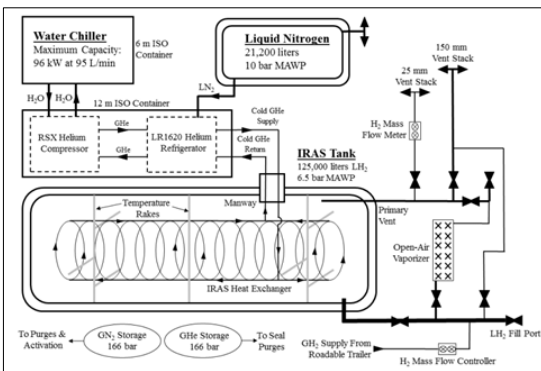 Water Chiller
Maximum Capacity:
96 kW at 95 L/min
6 m ISO
Container
Liquid Nitrogen
21,200 liters
10 bar MAWP
150 mm
Vent Stack
25 mm
Vent Stack
H₂O
H₂O
12 m ISO Container
LN₂
Cold GHe
Supply
H₂ Mass
Flow Meter
RSX Helium
Compressor
GHe
GHe
LR1620 Helium
Refrigerator
Cold GHe
Return
IRAS Tank
125,000 liters LH₂
6.5 bar MAWP
Manway
Temperature
Rakes
Primary
Vent
Open-Air
Vaporizer
IRAS Heat Exchanger
To Purges &
Activation
GN₂ Storage
166 bar
GHe Storage
166 bar
To Seal
Purges
GH₂ Supply From
Roadable Trailer
LH₂ Fill Port
H₂ Mass Flow Controller